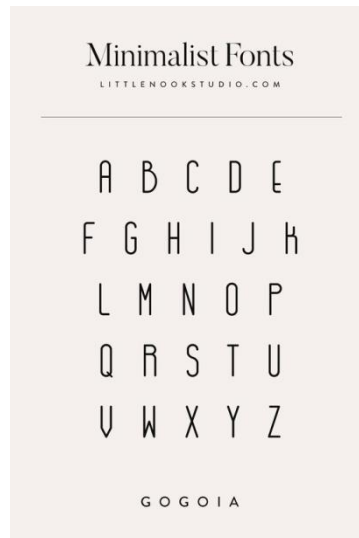 Minimalist Fonts
LITTLENOOKSTUDIO.COM
A B C D E
F G H I J K
L M N O P
Q R S T U
V W X Y Z
GOGOIA